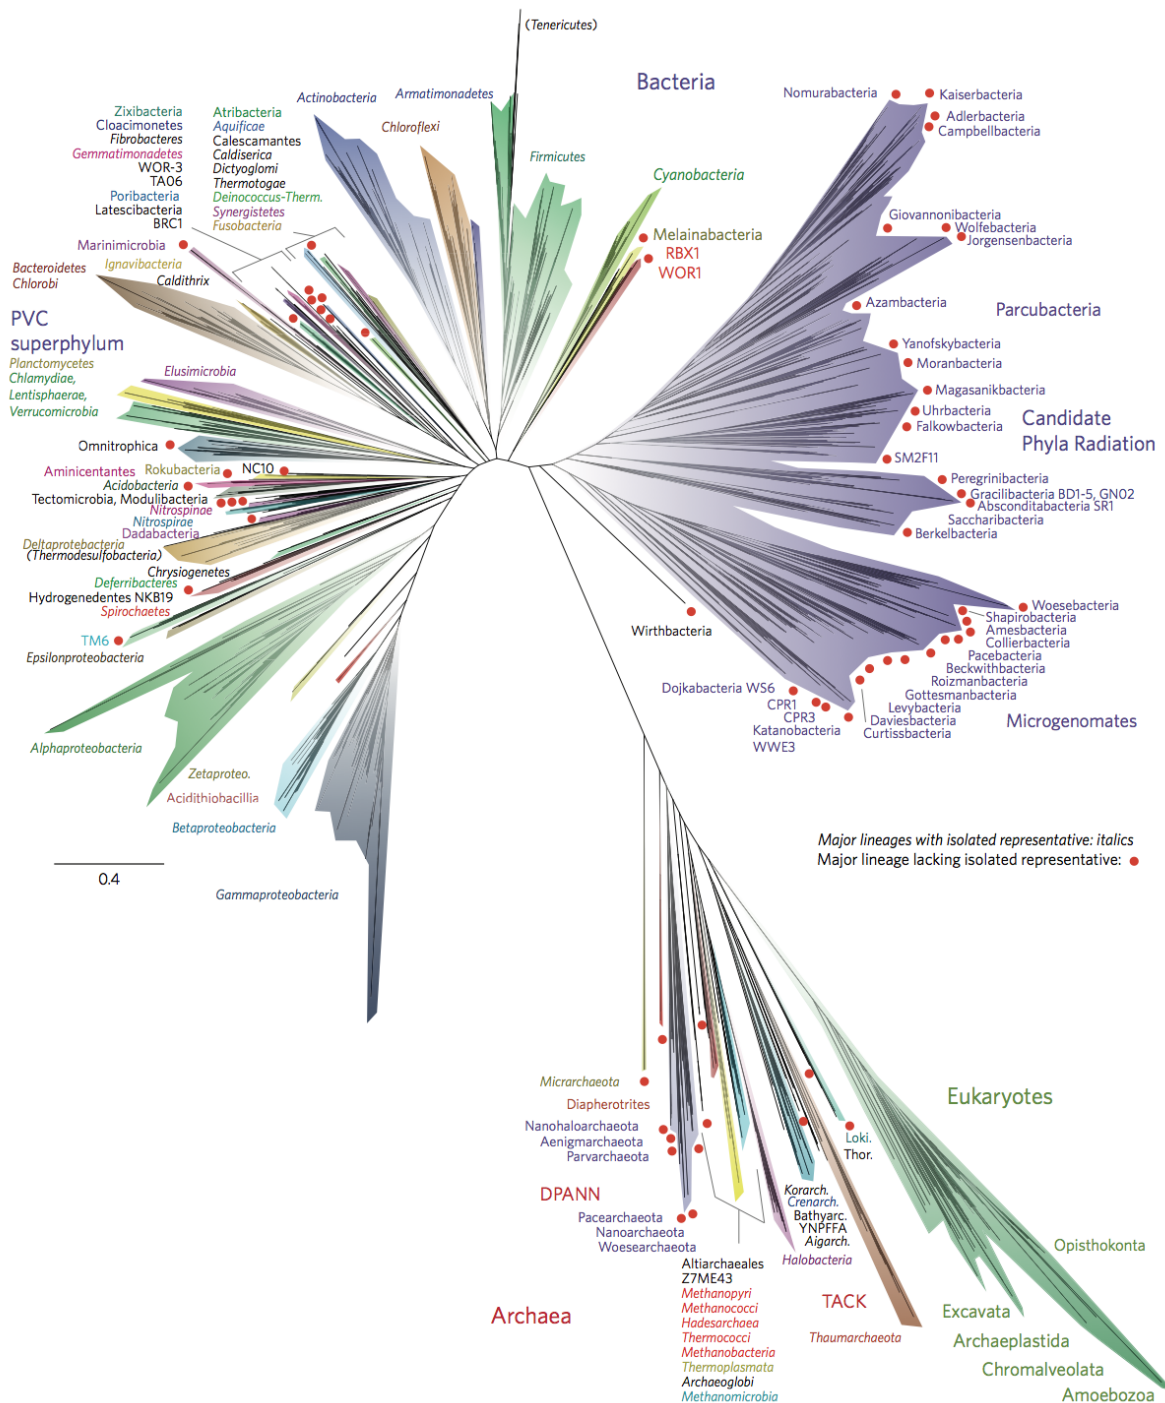 (Tenericutes)
Bacteria
Actinobacteria
Armatimonadetes
Chloroflexi
Firmicutes
Cyanobacteria
Melainabacteria
RBX1
WOR1
Zixibacteria
Cloacimonetes
Fibrobacteres
Gemmatimonadetes
WOR-3
TA06
Poribacteria
Latescibacteria
BRC1
Atribacteria
Aquificae
Calescamantes
Caldiserica
Dictyoglomi
Thermotogae
Deinococcus-Therm.
Synergistetes
Fusobacteria
Marinimicrobia
Ignavibacteria
Bacteroidetes
Chlorobi
Caldithrix
PVC
superphylum
Planctomycetes
Chlamydiae,
Lentisphaerae,
Verrucomicrobia
Elusimicrobia
Omnitrophica
Aminicentantes
Rokubacteria
NC10
Acidobacteria
Tectomicrobia, Modulibacteria
Nitrospinae
Nitrospirae
Dadabacteria
Deltaprotebacteria
(Thermodesulfobacteria)
Chrysiogenetes
Deferribacteres
Hydrogenedentes NKB19
Spirochaetes
TM6
Epsilonproteobacteria
Alphaproteobacteria
Zetaproteo.
Acidithiobacillia
Betaproteobacteria
Gammaproteobacteria
0.4
Nomurabacteria
Kaiserbacteria
Adlerbacteria
Campbellbacteria
Giovannonibacteria
Wolfebacteria
Jorgensenbacteria
Azambacteria
Parcubacteria
Yanofskybacteria
Moranbacteria
Magasanikbacteria
Uhrbacteria
Falkowbacteria
Candidate
Phyla Radiation
SM2F11
Peregrinibacteria
Gracilibacteria BD1-5, GN02
Absconditabacteria SR1
Saccharibacteria
Berkelbacteria
Wirthbacteria
Woesebacteria
Shapirobacteria
Amesbacteria
Collierbacteria
Pacebacteria
Beckwithbacteria
Roizmanbacteria
Gottesmanbacteria
Levybacteria
Daviesbacteria
Curtissbacteria
Microgenomates
Dojkabacteria WS6
CPR1
CPR3
Katanobacteria
WWE3
Major lineages with isolated representative: italics
Major lineage lacking isolated representative:
Micrarchaeota
Diapherotrites
Nanohaloarchaeota
Aenigmarchaeota
Parvarchaeota
DPANN
Pacearchaeota
Nanoarchaeota
Woesearchaeota
Archaea
Altiarchaeales
Z7ME43
Methanopyri
Methanococci
Hadesarchaea
Thermococci
Methanobacteria
Thermoplasmata
Archaeoglobi
Methanomicrobia
Halobacteria
Korarch.
Crenarch.
Bathyarc.
YNPFFA
Aigarch.
TACK
Thaumarchaeota
Loki.
Thor.
Eukaryotes
Opisthokonta
Excavata
Archaeplastida
Chromalveolata
Amoebozoa